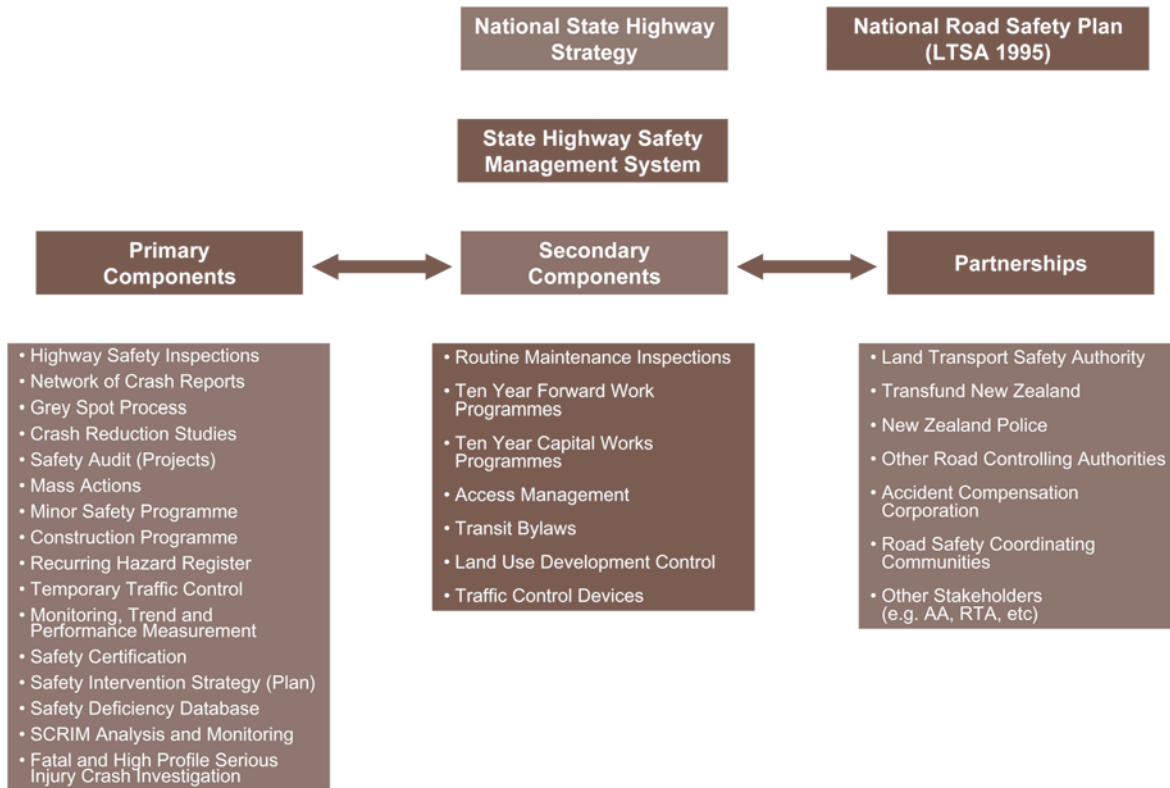 National State Highway
Strategy
National Road Safety Plan
(LTSA 1995)
State Highway Safety
Management System
Primary
Components
Secondary
Components
Partnerships
• Highway Safety Inspections
• Network of Crash Reports
• Grey Spot Process
• Crash Reduction Studies
• Safety Audit (Projects)
• Mass Actions
• Minor Safety Programme
• Construction Programme
• Recurring Hazard Register
• Temporary Traffic Control
• Monitoring, Trend and
Performance Measurement
• Safety Certification
• Safety Intervention Strategy (Plan)
• Safety Deficiency Database
• SCRIM Analysis and Monitoring
• Fatal and High Profile Serious
Injury Crash Investigation
• Routine Maintenance Inspections
• Ten Year Forward Work
Programmes
• Ten Year Capital Works
Programmes
• Access Management
• Transit Bylaws
• Land Use Development Control
• Traffic Control Devices
• Land Transport Safety Authority
• Transfund New Zealand
• New Zealand Police
• Other Road Controlling Authorities
• Accident Compensation
Corporation
• Road Safety Coordinating
Communities
• Other Stakeholders
(e.g. AA, RTA, etc)